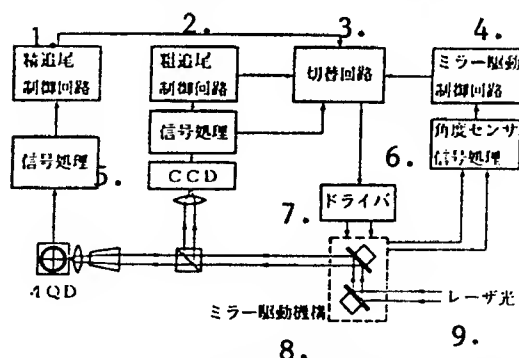 1.
2.
3.
4.
精追尾
制御回路
粗追尾
制御回路
切替回路
ミラー駆動
制御回路
信号処理
信号処理
角度センサ
信号処理
5.
CCD
6.
7.
ドライバ
4QD
ミラー駆動機構
レーザ光
8.
9.